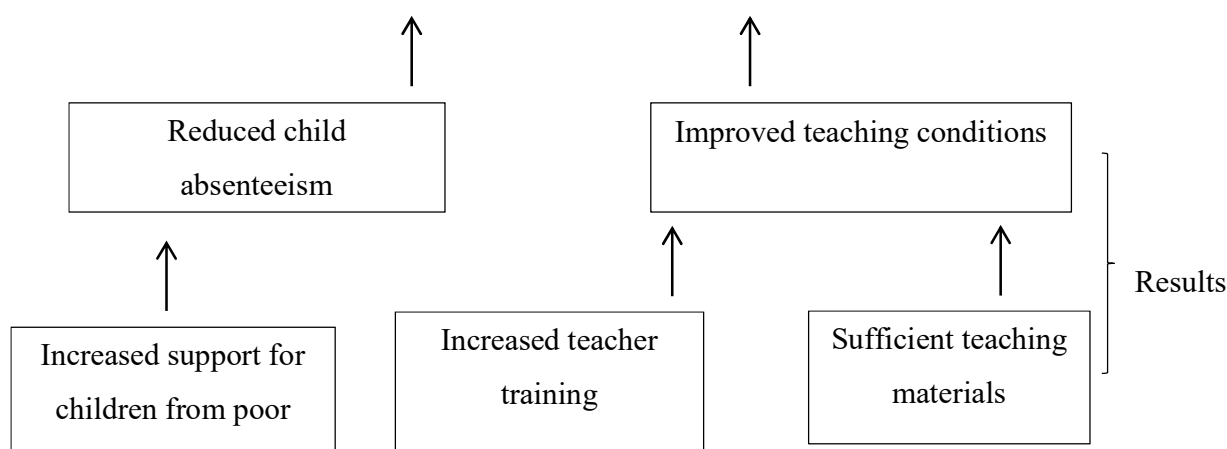 Reduced child
absenteeism
Improved teaching conditions
Results
Increased support for
children from poor
Increased teacher
training
Sufficient teaching
materials